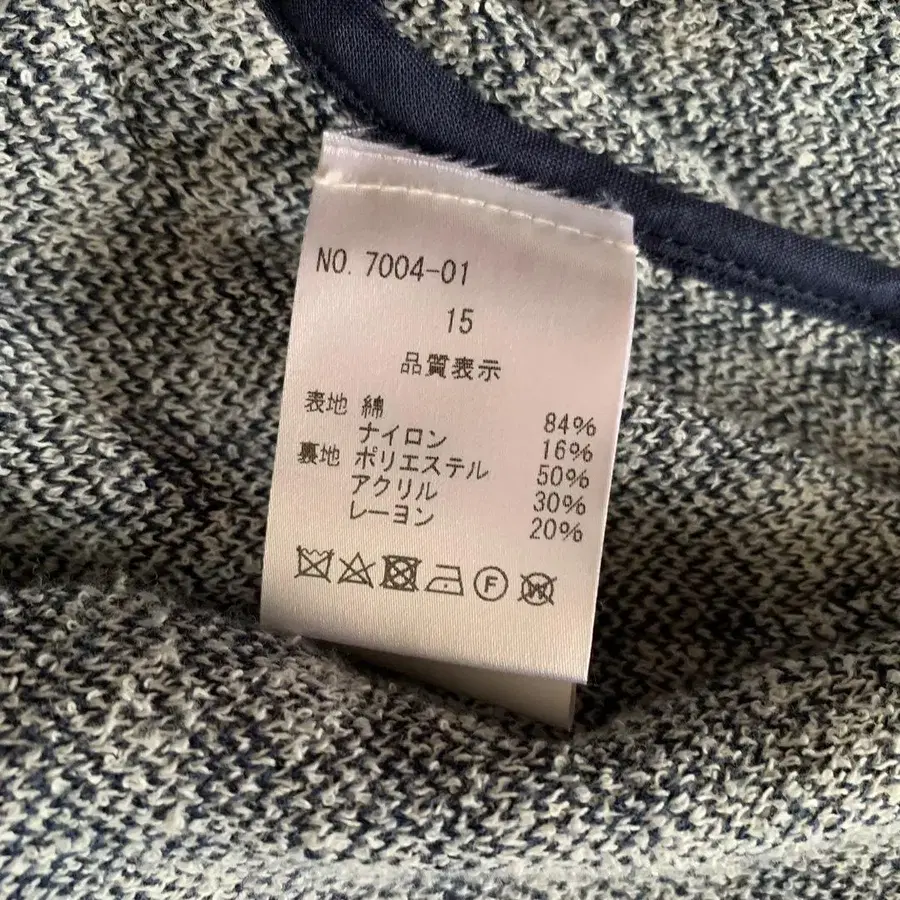 NO. 7004-01
15
品質表示
表地 綿 84%
ナイロン 16%
裏地 ポリエステル 50%
アクリル 30%
レーヨン 20%
F W